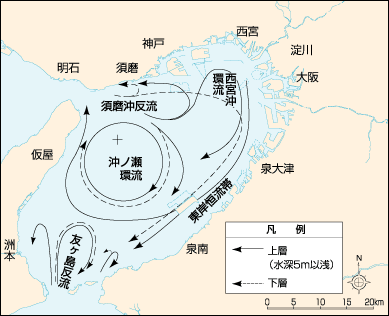 西宮
神戸
淀川
明石
須磨
大阪
西宮沖
環流
須磨沖反流
仮屋
沖ノ瀬
環流
泉大津
東岸恒流帯
洲本
友ヶ島反流
泉南
凡 例
上層
(水深5m以浅)
下層
N
0 5 10 15 20km